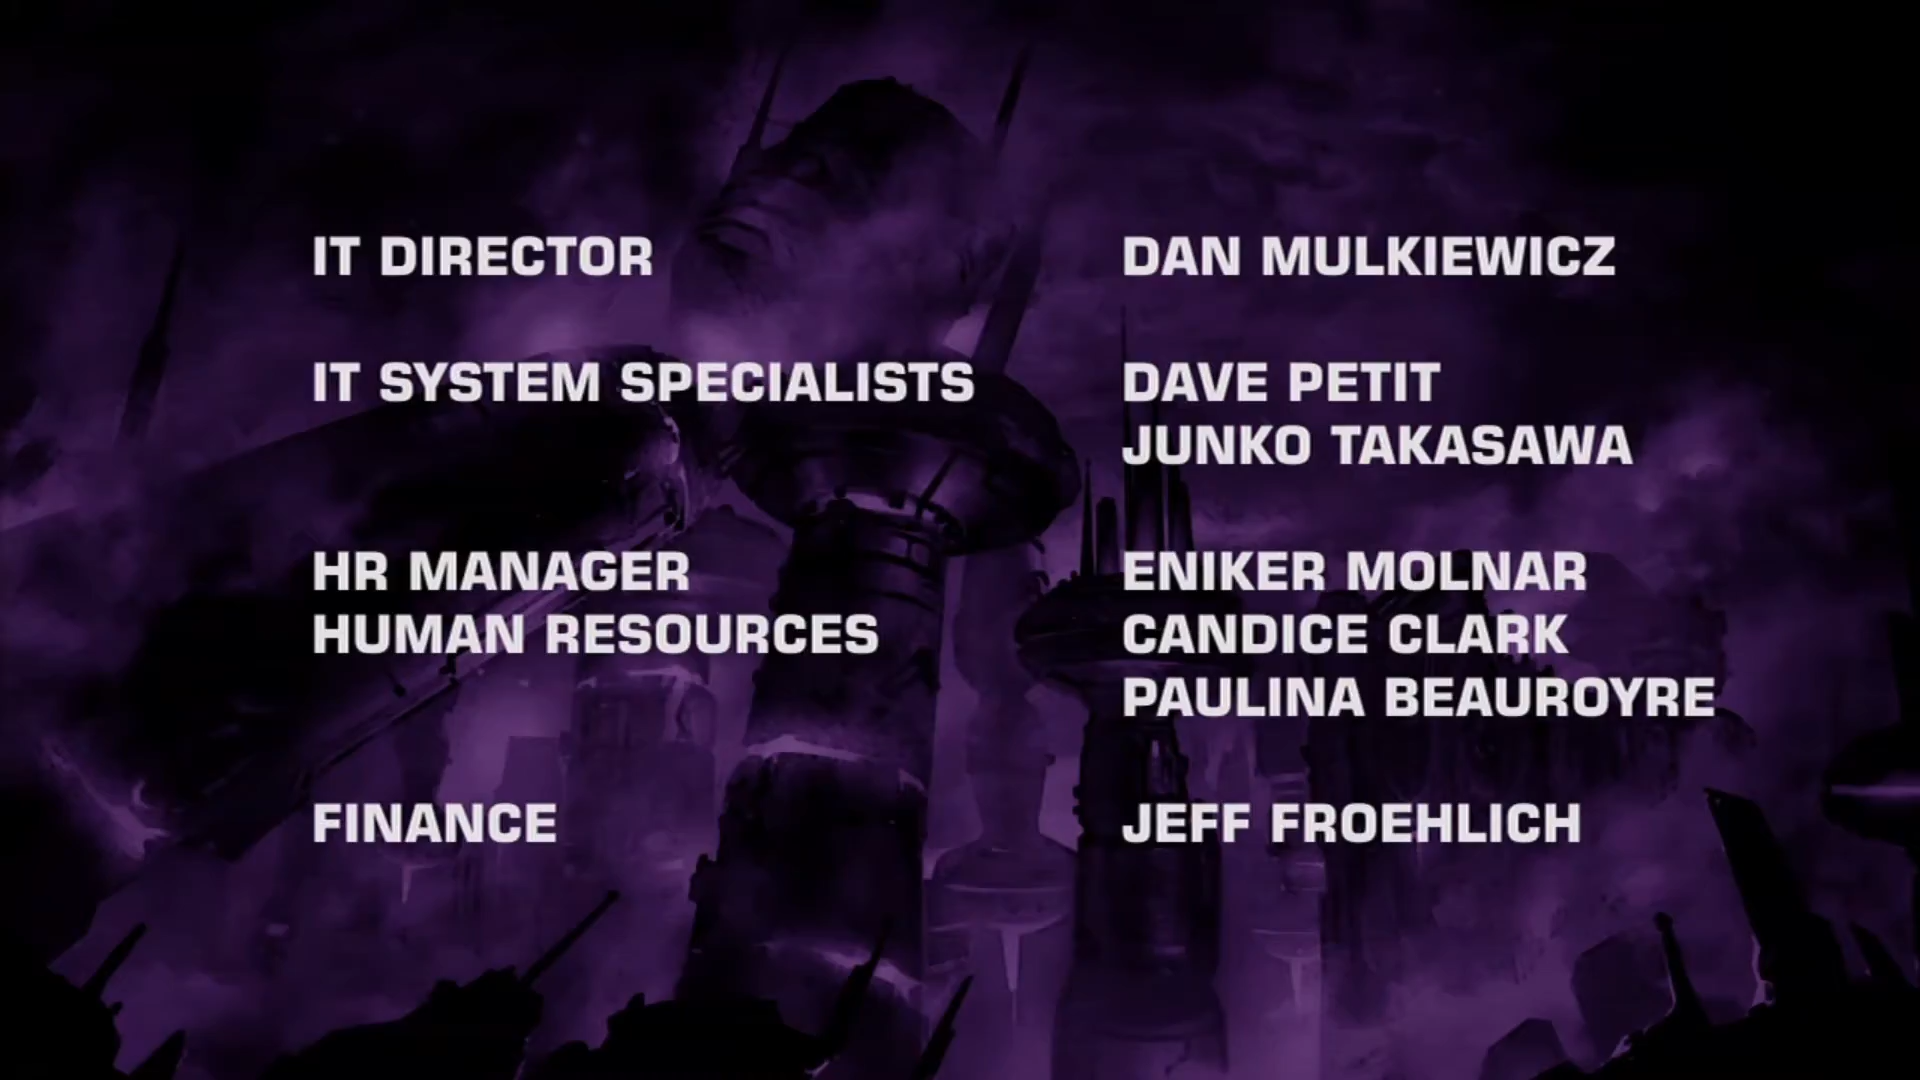 IT DIRECTOR DAN MULKIEWICZ
IT SYSTEM SPECIALISTS DAVE PETIT
JUNKO TAKASAWA
HR MANAGER ENIKER MOLNAR
HUMAN RESOURCES CANDICE CLARK
PAULINA BEAUROYRE
FINANCE JEFF FROEHLICH